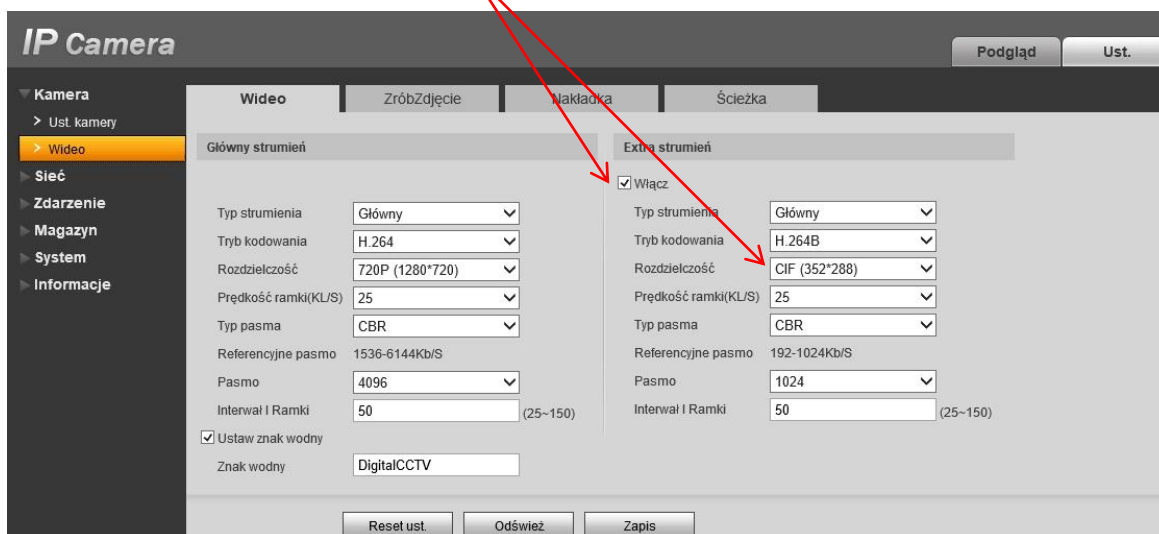 IP Camera
Podgląd
Ust.
Kamera
> Ust. kamery
> Wideo
Sieć
Zdarzenie
Magazyn
System
Informacje
Wideo
ZróbZdjęcie
Nakładka
Ścieżka
Główny strumień
Typ strumienia Główny
Tryb kodowania H.264
Rozdzielczość 720P (1280*720)
Prędkość ramki(KL/S) 25
Typ pasma CBR
Referencyjne pasmo 1536-6144Kb/S
Pasmo 4096
Interwał I Ramki 50 (25~150)
Ustaw znak wodny
Znak wodny DigitalCCTV
Extra strumień
Włącz
Typ strumienia Główny
Tryb kodowania H.264B
Rozdzielczość CIF (352*288)
Prędkość ramki(KL/S) 25
Typ pasma CBR
Referencyjne pasmo 192-1024Kb/S
Pasmo 1024
Interwał I Ramki 50 (25~150)
Reset ust.
Odśwież
Zapis